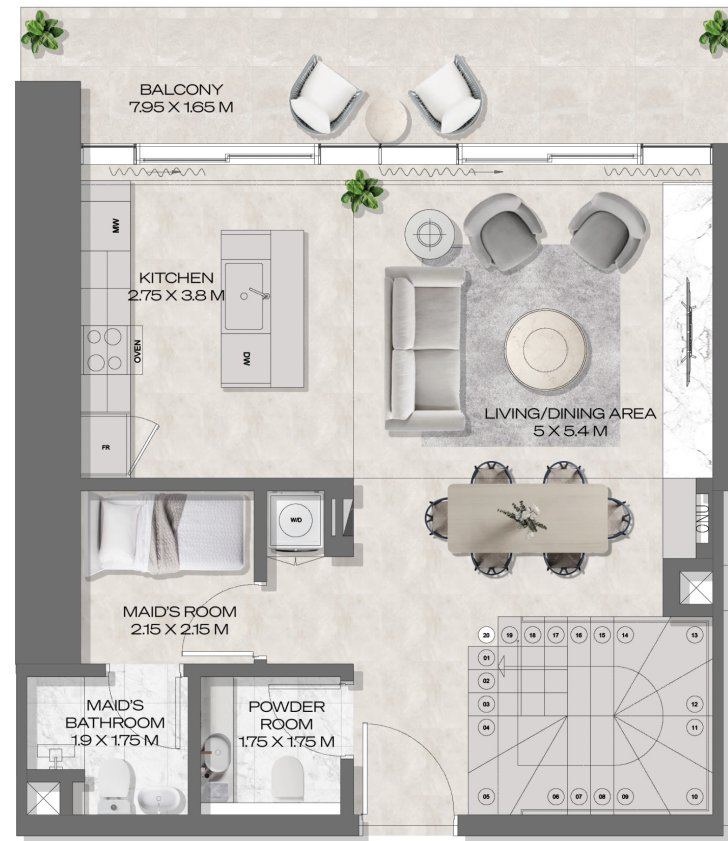 BALCONY
7.95 X 1.65 M
MW
KITCHEN
2.75 X 3.8 M
OVEN
DW
LIVING/DINING AREA
5 X 5.4 M
FR
W/D
ONU
MAID'S ROOM
2.15 X 2.15 M
20 19 18 17 16 15 14 13
01
02
03
04
12
11
05 06 07 08 09 10
MAID'S
BATHROOM
1.9 X 1.75 M
POWDER
ROOM
1.75 X 1.75 M